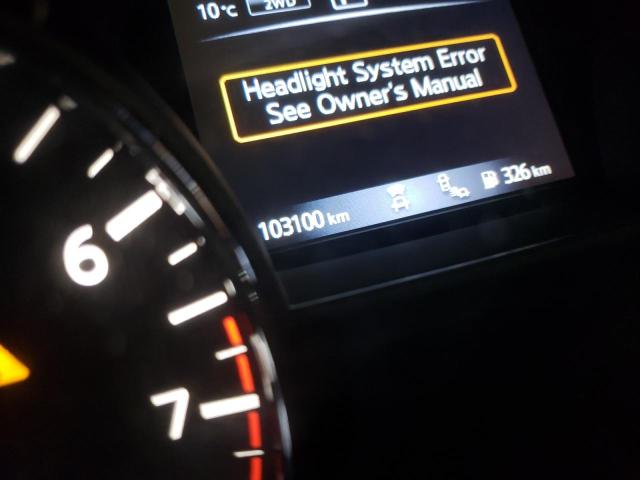 10°C 2WD
Headlight System Error
See Owner's Manual
103100 km 326 km
6
7